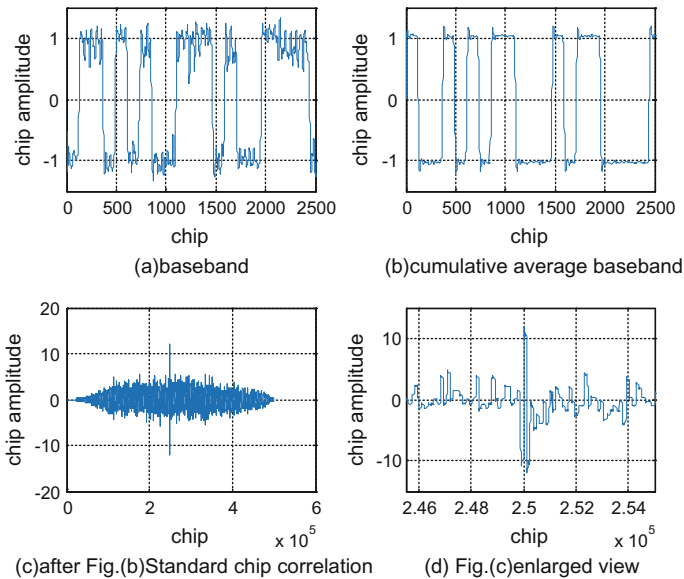 chip amplitude
1
0
-1
0 500 1000 1500 2000 2500
chip
(a)baseband
chip amplitude
1
0
-1
0 500 1000 1500 2000 2500
chip
(b)cumulative average baseband
chip amplitude
20
10
0
-10
-20
0 2 4 6
x 10^5
chip
(c)after Fig.(b)Standard chip correlation
chip amplitude
10
0
-10
2.46 2.48 2.5 2.52 2.54
x 10^5
chip
(d) Fig.(c)enlarged view